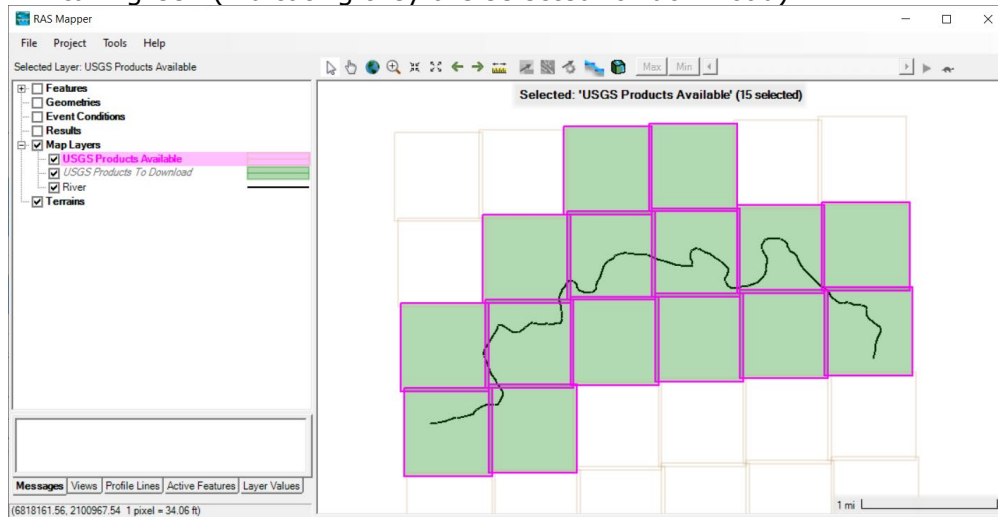 RAS Mapper
File Project Tools Help
Selected Layer: USGS Products Available
Max Min
Features
Geometries
Event Conditions
Results
Map Layers
USGS Products Available
USGS Products To Download
River
Terrains
Selected: 'USGS Products Available' (15 selected)
1 mi
Messages Views Profile Lines Active Features Layer Values
(6818161.56, 2100967.54 1 pixel = 34.06 ft)